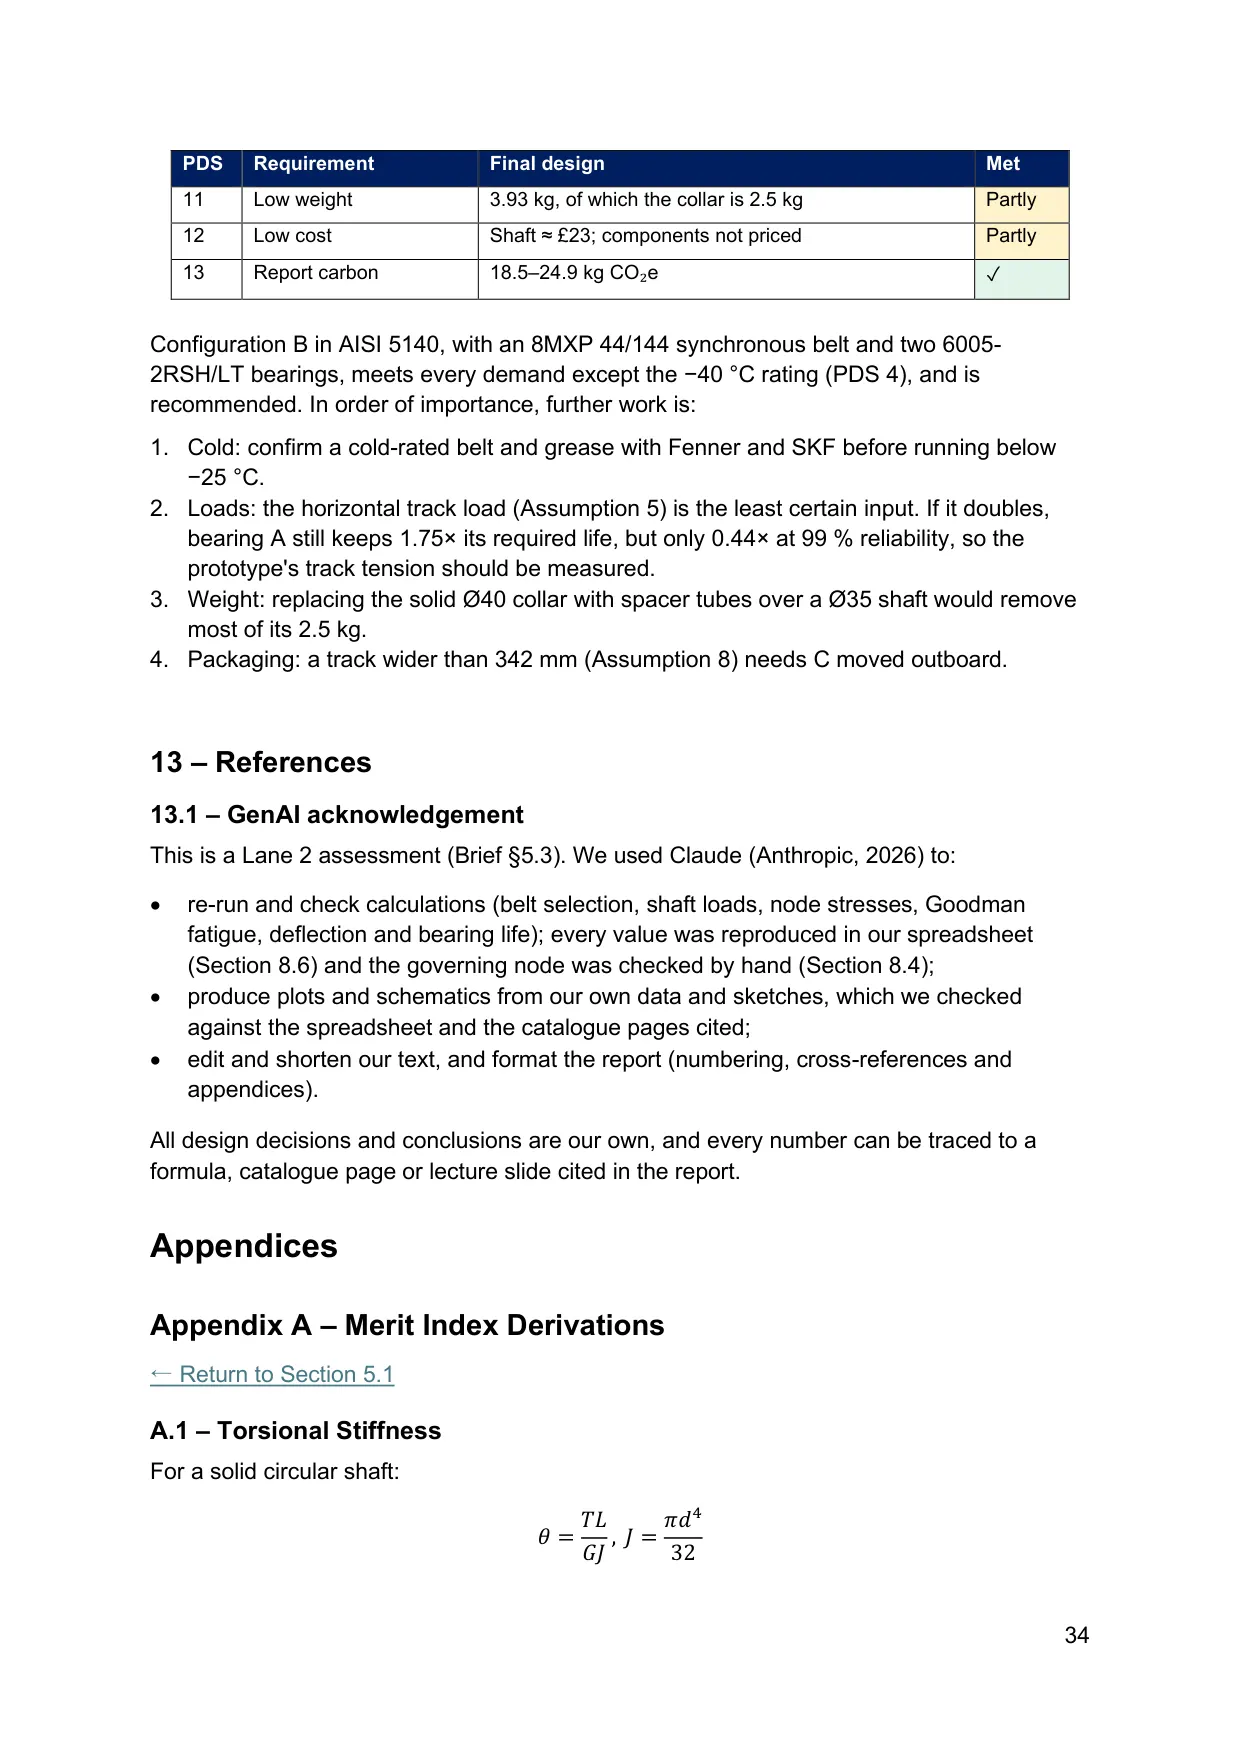 PDS Requirement Final design Met
11 Low weight 3.93 kg, of which the collar is 2.5 kg Partly
12 Low cost Shaft ≈ £23; components not priced Partly
13 Report carbon 18.5–24.9 kg CO₂e ✓
Configuration B in AISI 5140, with an 8MXP 44/144 synchronous belt and two 6005-
2RSH/LT bearings, meets every demand except the −40 °C rating (PDS 4), and is
recommended. In order of importance, further work is:
1. Cold: confirm a cold-rated belt and grease with Fenner and SKF before running below
−25 °C.
2. Loads: the horizontal track load (Assumption 5) is the least certain input. If it doubles,
bearing A still keeps 1.75× its required life, but only 0.44× at 99 % reliability, so the
prototype's track tension should be measured.
3. Weight: replacing the solid Ø40 collar with spacer tubes over a Ø35 shaft would remove
most of its 2.5 kg.
4. Packaging: a track wider than 342 mm (Assumption 8) needs C moved outboard.
13 – References
13.1 – GenAI acknowledgement
This is a Lane 2 assessment (Brief §5.3). We used Claude (Anthropic, 2026) to:
• re-run and check calculations (belt selection, shaft loads, node stresses, Goodman
fatigue, deflection and bearing life); every value was reproduced in our spreadsheet
(Section 8.6) and the governing node was checked by hand (Section 8.4);
• produce plots and schematics from our own data and sketches, which we checked
against the spreadsheet and the catalogue pages cited;
• edit and shorten our text, and format the report (numbering, cross-references and
appendices).
All design decisions and conclusions are our own, and every number can be traced to a
formula, catalogue page or lecture slide cited in the report.
Appendices
Appendix A – Merit Index Derivations
← Return to Section 5.1
A.1 – Torsional Stiffness
For a solid circular shaft:
θ = TL/GJ, J = πd⁴/32
34